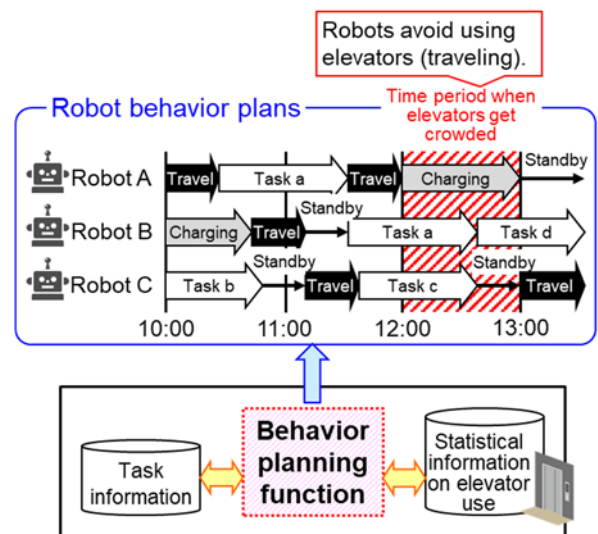 Robots avoid using
elevators (traveling).
Robot behavior plans
Time period when
elevators get
crowded
Robot A
Travel
Task a
Travel
Charging
Standby
Robot B
Charging
Travel
Standby
Task a
Task d
Robot C
Task b
Standby
Travel
Task c
Standby
Travel
10:00
11:00
12:00
13:00
Task
information
Behavior
planning
function
Statistical
information
on elevator
use